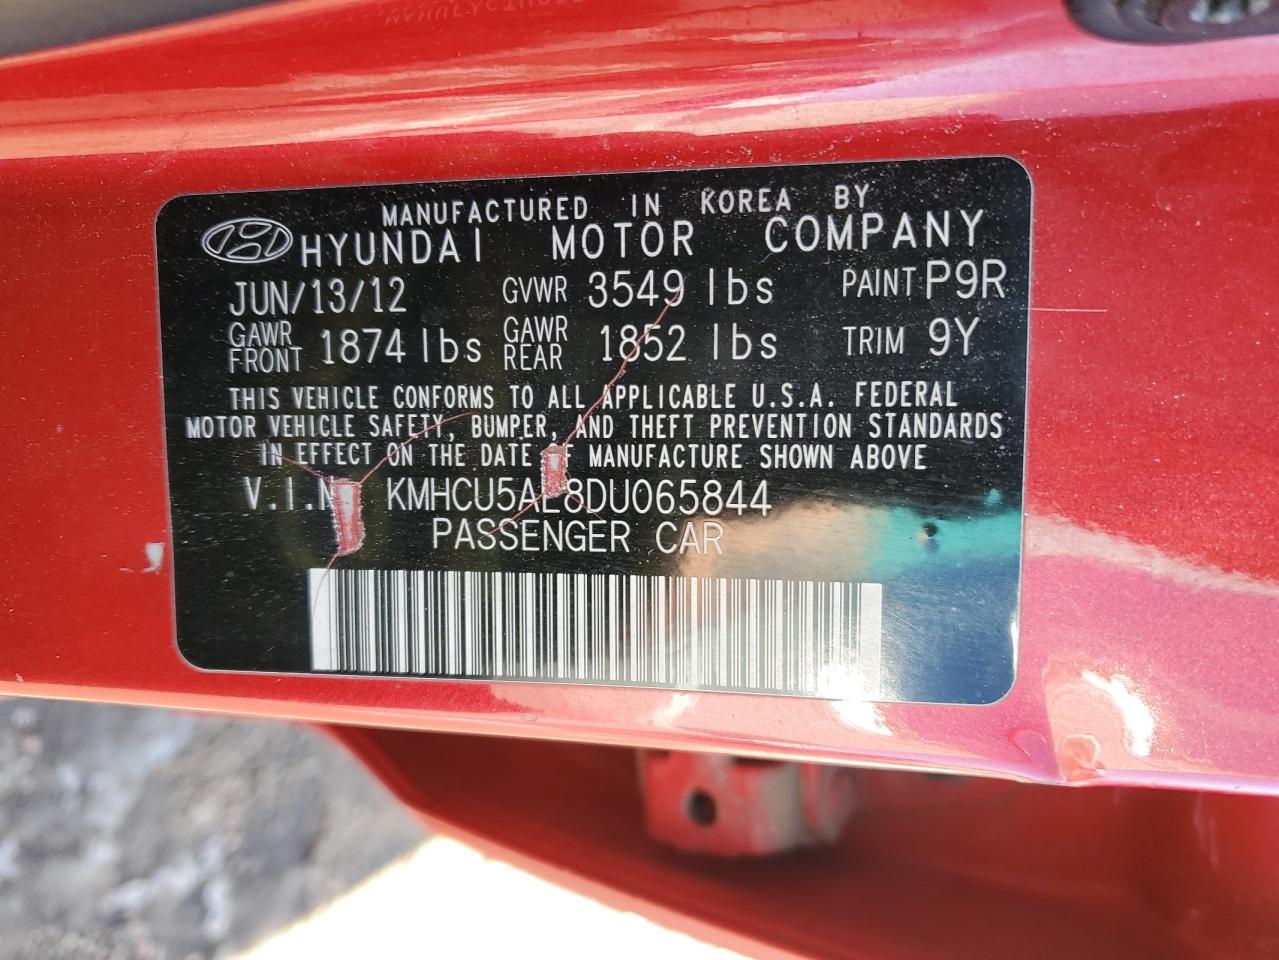 MANUFACTURED IN KOREA BY
HYUNDAI MOTOR COMPANY
JUN/13/12 GVWR 3549 lbs PAINT P9R
GAWR FRONT 1874 lbs GAWR REAR 1852 lbs TRIM 9Y
THIS VEHICLE CONFORMS TO ALL APPLICABLE U.S.A. FEDERAL
MOTOR VEHICLE SAFETY, BUMPER, AND THEFT PREVENTION STANDARDS
IN EFFECT ON THE DATE OF MANUFACTURE SHOWN ABOVE
V.I.N KMHCU5AE8DU065844
PASSENGER CAR